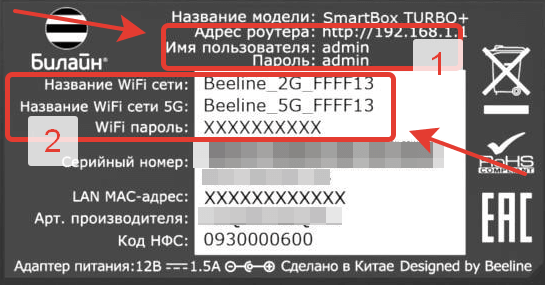 Название модели: SmartBox TURBO+
Адрес роутера: http://192.168.1.1
Имя пользователя: admin
Пароль: admin
1
Билайн®
Название WiFi сети: Beeline_2G_FFFF13
Название WiFi сети 5G: Beeline_5G_FFFF13
WiFi пароль: XXXXXXXXXX
2
Серийный номер:
RoHS
COMPLIANT
LAN MAC-адрес: XXXXXXXXXXXX
Арт. производителя:
EAC
Код НФС: 0930000600
Адаптер питания:12В 1.5А Сделано в Китае Designed by Beeline